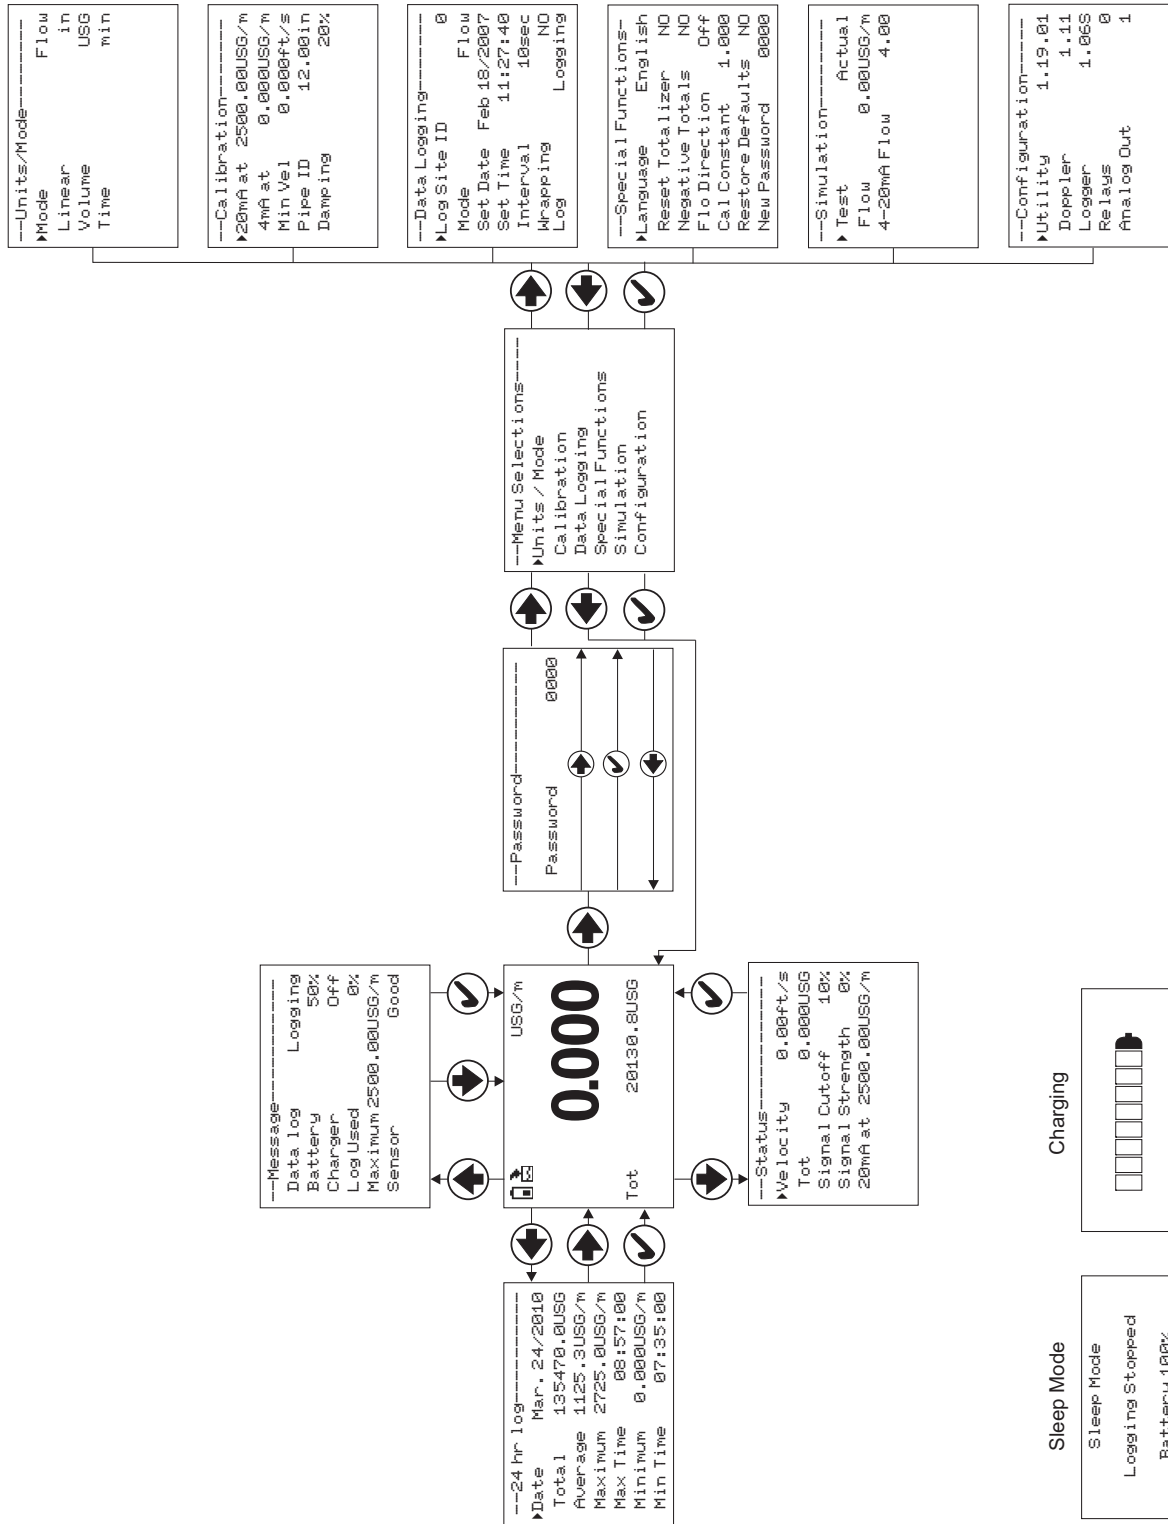 --24 hr log----------
▶Date Mar. 24/2010
Total 135470.0USG
Average 1125.3USG/m
Maximum 2725.0USG/m
Max Time 08:57:00
Minimum 0.000USG/m
Min Time 07:35:00
--Message------------
Data log Logging
Battery 50%
Charger Off
Log Used 0%
Maximum 2500.00USG/m
Sensor Good
USG/m
0.000
Tot 20130.8USG
--Status-------------
▶Velocity 0.00ft/s
Tot 0.000USG
Signal Cutoff 10%
Signal Strength 0%
20mA at 2500.00USG/m
--Password-----------
Password 0000
--Menu Selections----
▶Units / Mode
Calibration
Data Logging
Special Functions
Simulation
Configuration
--Units/Mode---------
▶Mode Flow
Linear in
Volume USG
Time min
--Calibration--------
▶20mA at 2500.00USG/m
4mA at 0.000USG/m
Min Vel 0.000ft/s
Pipe ID 12.00in
Damping 20%
--Data Logging-------
▶Log Site ID 0
Mode Flow
Set Date Feb 18/2007
Set Time 11:27:40
Interval 10sec
Wrapping NO
Log Logging
--Special Functions--
▶Language English
Reset Totalizer NO
Negative Totals NO
Flo Direction Off
Cal Constant 1.000
Restore Defaults NO
New Password 0000
--Simulation---------
▶Test Actual
Flow 0.00USG/m
4-20mA Flow 4.00
--Configuration------
▶Utility 1.19.01
Doppler 1.11
Logger 1.06S
Relays 0
Analog Out 1
Sleep Mode
Sleep Mode
Logging Stopped
Battery 100%
Charging